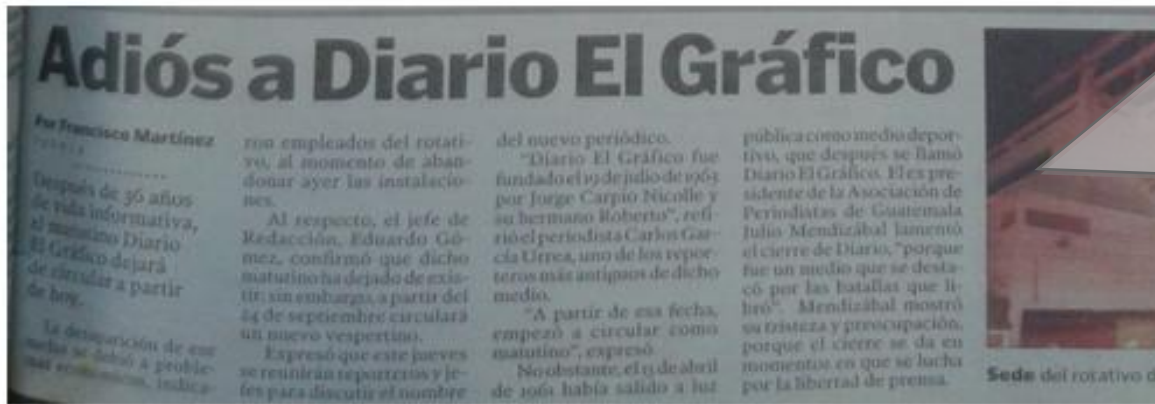 Adiós a Diario El Gráfico
Por Francisco Martínez
Después de 36 años
de vida informativa,
el matutino Diario
El Gráfico dejará
de circular a partir
de hoy.
La desaparición de ese
medio se debió a proble-
mas económicos, indica-
ron empleados del rotati-
vo, al momento de aban-
donar ayer las instalacio-
nes.
Al respecto, el jefe de
Redacción, Eduardo Gó-
mez, confirmó que dicho
matutino ha dejado de exis-
tir; sin embargo, a partir del
24 de septiembre circulará
un nuevo vespertino.
Expresó que este jueves
se reunirán reporteros y je-
fes para discutir el nombre
del nuevo periódico.
"Diario El Gráfico fue
fundado el 19 de julio de 1963
por Jorge Carpio Nicolle y
su hermano Roberto", refi-
rió el periodista Carlos Gar-
cía Urrea, uno de los repor-
teros más antiguos de dicho
medio.
"A partir de esa fecha,
empezó a circular como
matutino", expresó.
No obstante, el 13 de abril
de 1961 había salido a luz
pública como medio depor-
tivo, que después se llamó
Diario El Gráfico. El ex pre-
sidente de la Asociación de
Periodistas de Guatemala
Julio Mendizábal lamentó
el cierre de Diario, "porque
fue un medio que se desta-
có por las batallas que li-
bró". Mendizábal mostró
su tristeza y preocupación,
porque el cierre se da en
momentos en que se lucha
por la libertad de prensa.
Sede del rotativo d